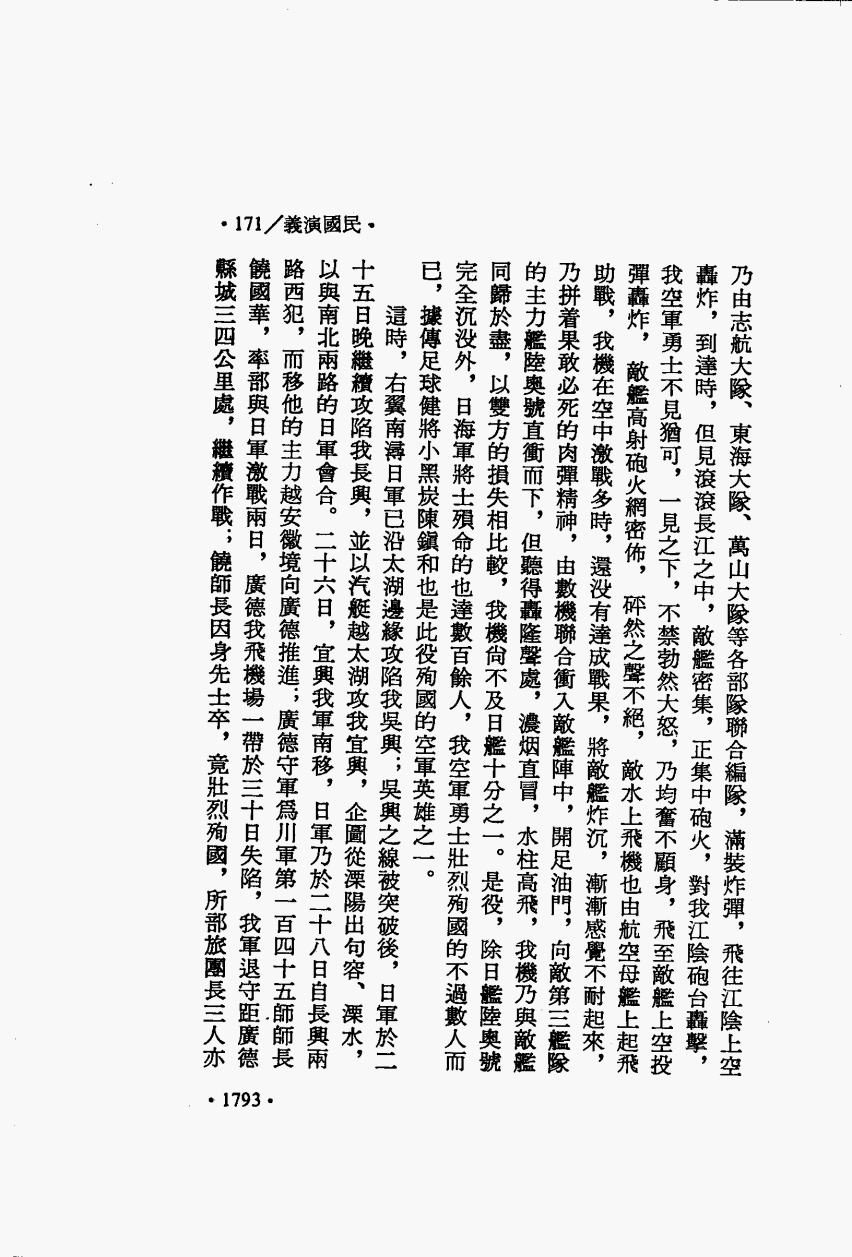 •171／義演國民•
乃由志航大隊、東海大隊、萬山大隊等各部隊聯合編隊，滿裝炸彈，飛往江陰上空
轟炸，到達時，但見滾滾長江之中，敵艦密集，正集中砲火，對我江陰砲台轟擊，
我空軍勇士不見猶可，一見之下，不禁勃然大怒，乃均奮不顧身，飛至敵艦上空投
彈轟炸，敵艦高射砲火網密佈，砰然之聲不絕，敵水上飛機也由航空母艦上起飛
助戰，我機在空中激戰多時，還没有達成戰果，將敵艦炸沉，漸漸感覺不耐起來，
乃拼着果敢必死的肉彈精神，由數機聯合衝入敵艦陣中，開足油門，向敵第三艦隊
的主力艦陸奥號直衝而下，但聽得轟隆聲處，濃烟直冒，水柱高飛，我機乃與敵艦
同歸於盡，以雙方的損失相比較，我機尙不及日艦十分之一。是役，除日艦陸奥號
完全沉没外，日海軍將士殞命的也達數百餘人，我空軍勇士壯烈殉國的不過數人而
已，據傳足球健將小黑炭陳鎭和也是此役殉國的空軍英雄之一。
這時，右翼南潯日軍已沿太湖邊緣攻陷我吳興；吳興之線被突破後，日軍於二
十五日晚繼續攻陷我長興，並以汽艇越太湖攻我宜興，企圖從溧陽出句容、溧水，
以與南北兩路的日軍會合。二十六日，宜興我軍南移，日軍乃於二十八日自長興兩
路西犯，而移他的主力越安徽境向廣德推進；廣德守軍爲川軍第一百四十五師師長
饒國華，率部與日軍激戰兩日，廣德我飛機場一帶於三十日失陷，我軍退守距廣德
縣城三四公里處，繼續作戰；饒師長因身先士卒，竟壯烈殉國，所部旅團長三人亦
•1793•